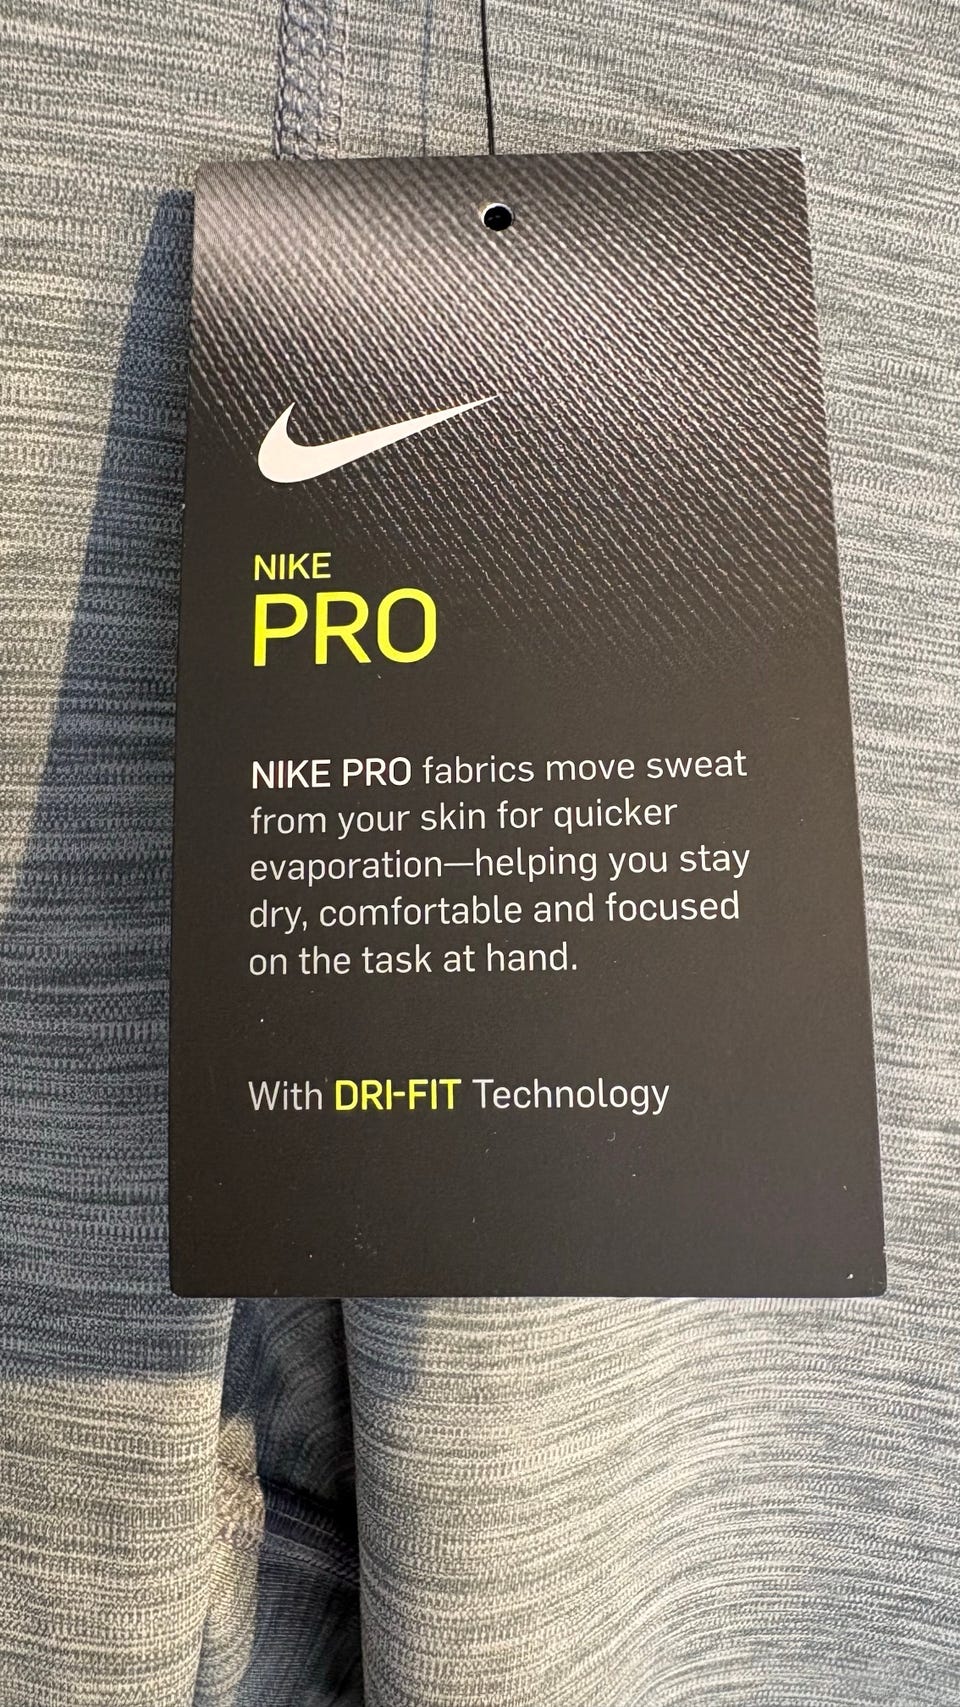 NIKE
PRO
NIKE PRO fabrics move sweat
from your skin for quicker
evaporation—helping you stay
dry, comfortable and focused
on the task at hand.
With DRI-FIT Technology